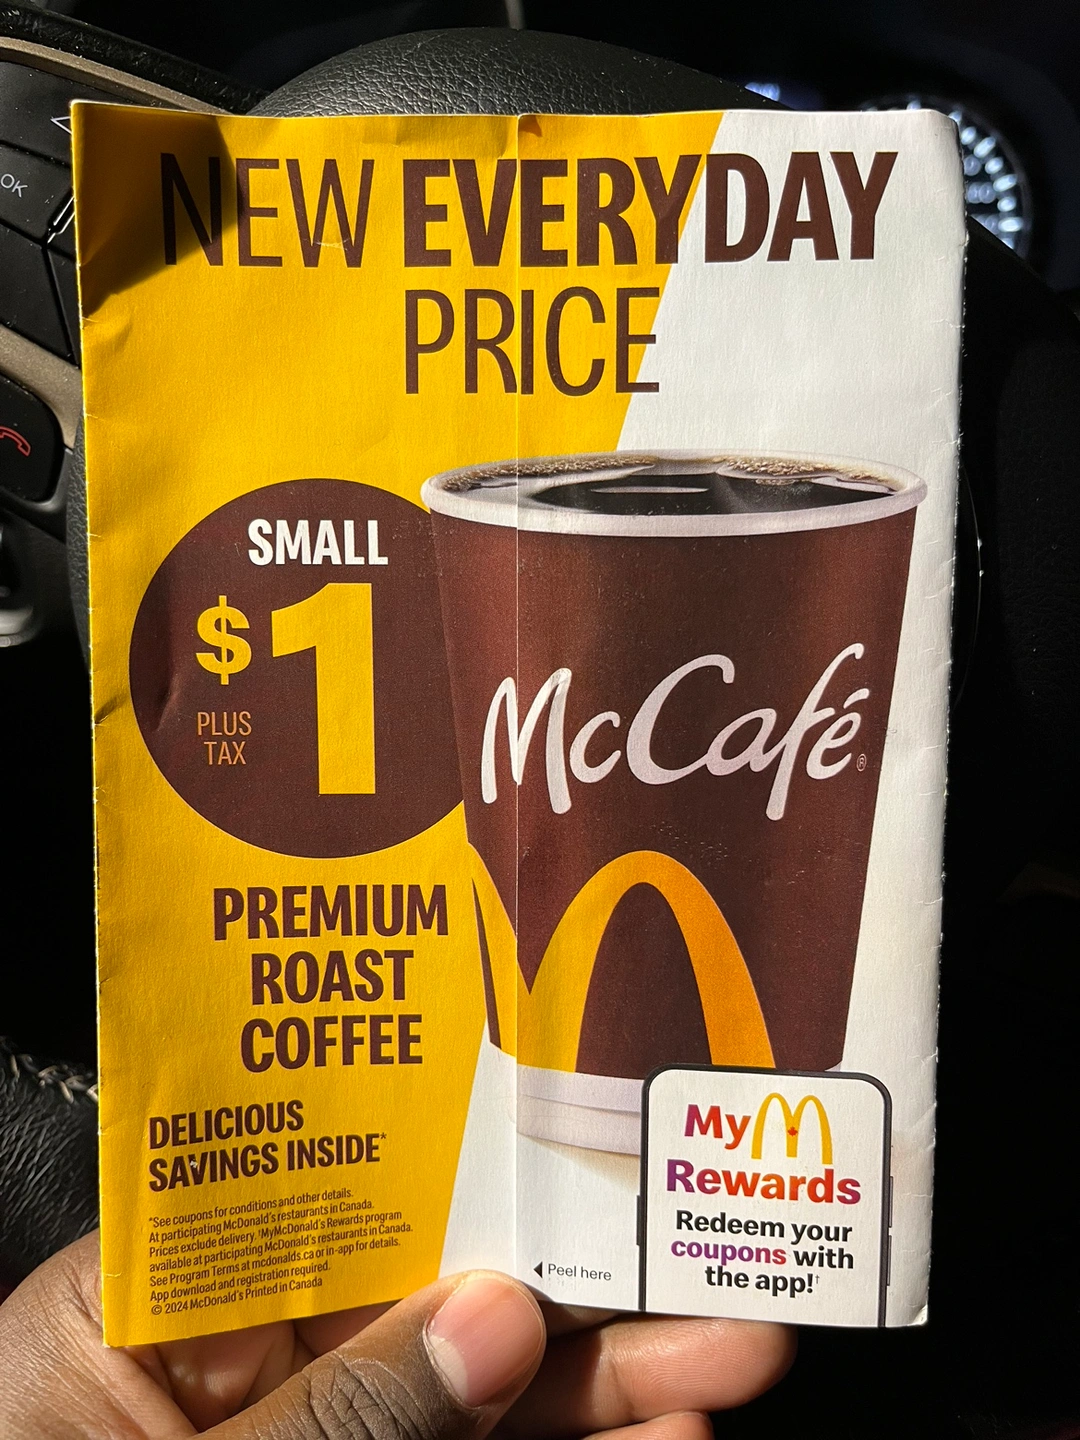 OK
NEW EVERYDAY
PRICE
SMALL
$1
PLUS
TAX
McCafé®
PREMIUM
ROAST
COFFEE
DELICIOUS
SAVINGS INSIDE*
*See coupons for conditions and other details.
At participating McDonald's restaurants in Canada.
Prices exclude delivery. †MyMcDonald's Rewards program
available at participating McDonald's restaurants in Canada.
See Program Terms at mcdonalds.ca or in-app for details.
App download and registration required.
© 2024 McDonald's Printed in Canada
Peel here
My
Rewards
Redeem your
coupons with
the app!†